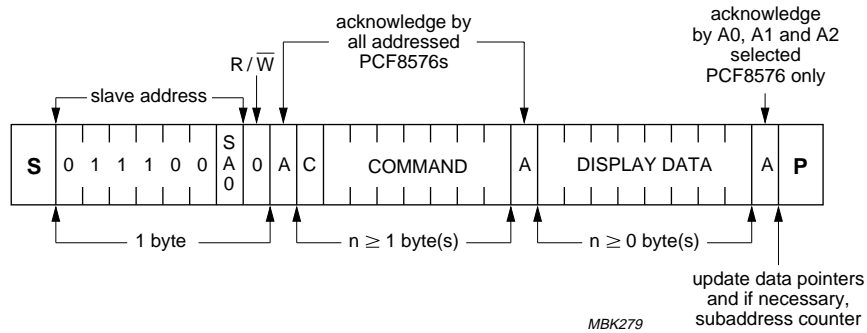 acknowledge by
all addressed
PCF8576s
acknowledge
by A0, A1 and A2
selected
PCF8576 only
R / W
slave address
S 0 1 1 1 0 0 SA0 0 A C COMMAND A DISPLAY DATA A P
1 byte
n ≥ 1 byte(s)
n ≥ 0 byte(s)
update data pointers
and if necessary,
subaddress counter
MBK279